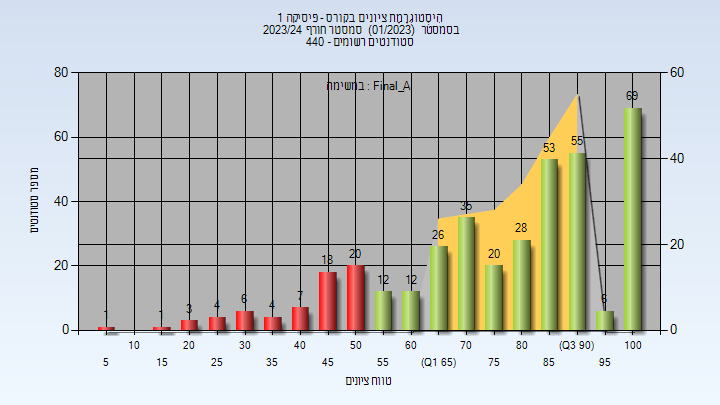 היסטוגרמת ציונים בקורס - פיסיקה 1
בסמסטר (01/2023) סמסטר חורף 2023/24
סטודנטים רשומים - 440
במשימה : Final_A
80 60 40 20 0
מספר סטודנטים
60 40 20 0
1 1 3 4 6 4 7 18 20 12 12 26 35 20 28 53 55 6 69
10 20 30 40 50 60 70 80 (Q3 90) 100
5 15 25 35 45 55 (Q1 65) 75 85 95
טווח ציונים